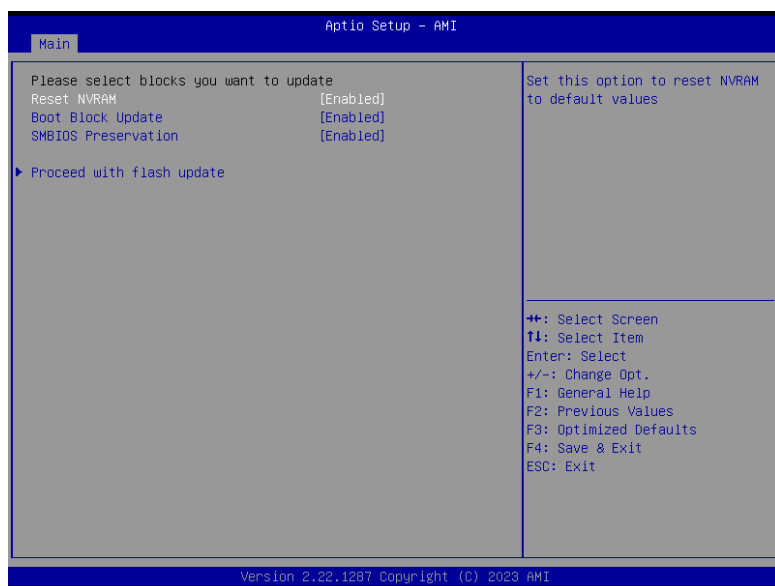 Aptio Setup – AMI
Main
Please select blocks you want to update
Reset NVRAM [Enabled]
Boot Block Update [Enabled]
SMBIOS Preservation [Enabled]
▶ Proceed with flash update
Set this option to reset NVRAM
to default values
→←: Select Screen
↑↓: Select Item
Enter: Select
+/-: Change Opt.
F1: General Help
F2: Previous Values
F3: Optimized Defaults
F4: Save & Exit
ESC: Exit
Version 2.22.1287 Copyright (C) 2023 AMI